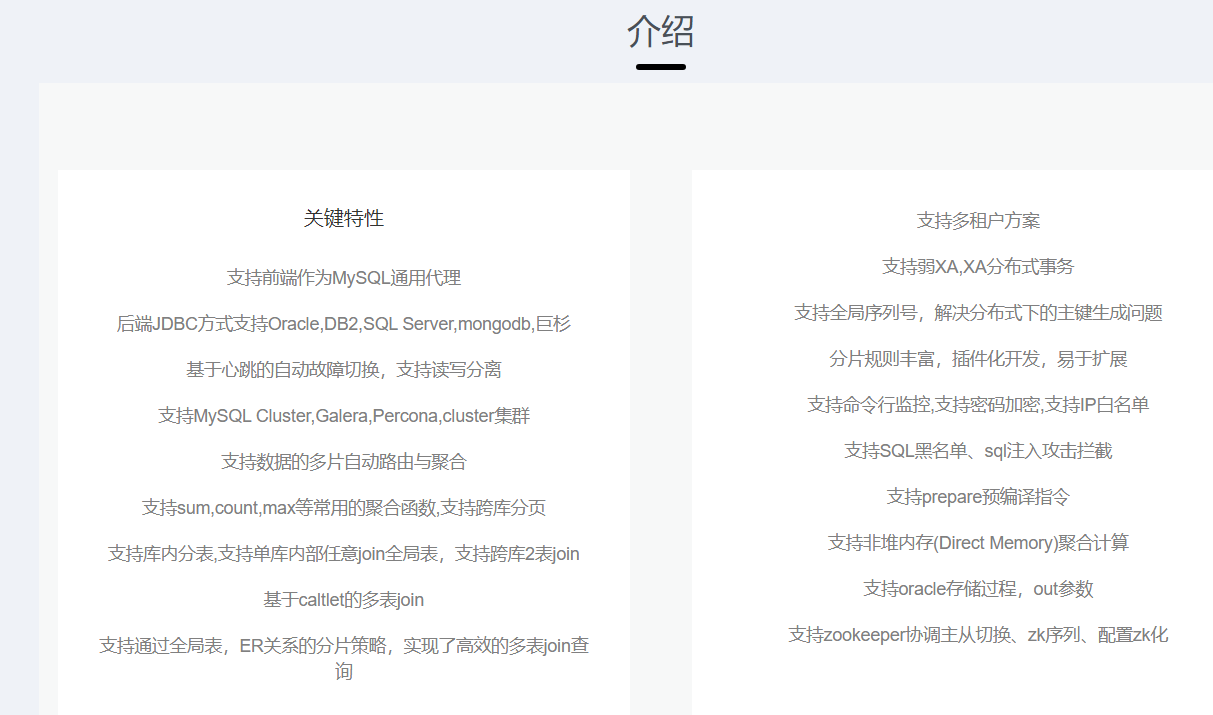 介绍
关键特性
支持前端作为MySQL通用代理
后端JDBC方式支持Oracle,DB2,SQL Server,mongodb,巨杉
基于心跳的自动故障切换，支持读写分离
支持MySQL Cluster,Galera,Percona,cluster集群
支持数据的多片自动路由与聚合
支持sum,count,max等常用的聚合函数,支持跨库分页
支持库内分表,支持单库内部任意join全局表，支持跨库2表join
基于caltlet的多表join
支持通过全局表，ER关系的分片策略，实现了高效的多表join查
询
支持多租户方案
支持弱XA,XA分布式事务
支持全局序列号，解决分布式下的主键生成问题
分片规则丰富，插件化开发，易于扩展
支持命令行监控,支持密码加密,支持IP白名单
支持SQL黑名单、sql注入攻击拦截
支持prepare预编译指令
支持非堆内存(Direct Memory)聚合计算
支持oracle存储过程，out参数
支持zookeeper协调主从切换、zk序列、配置zk化